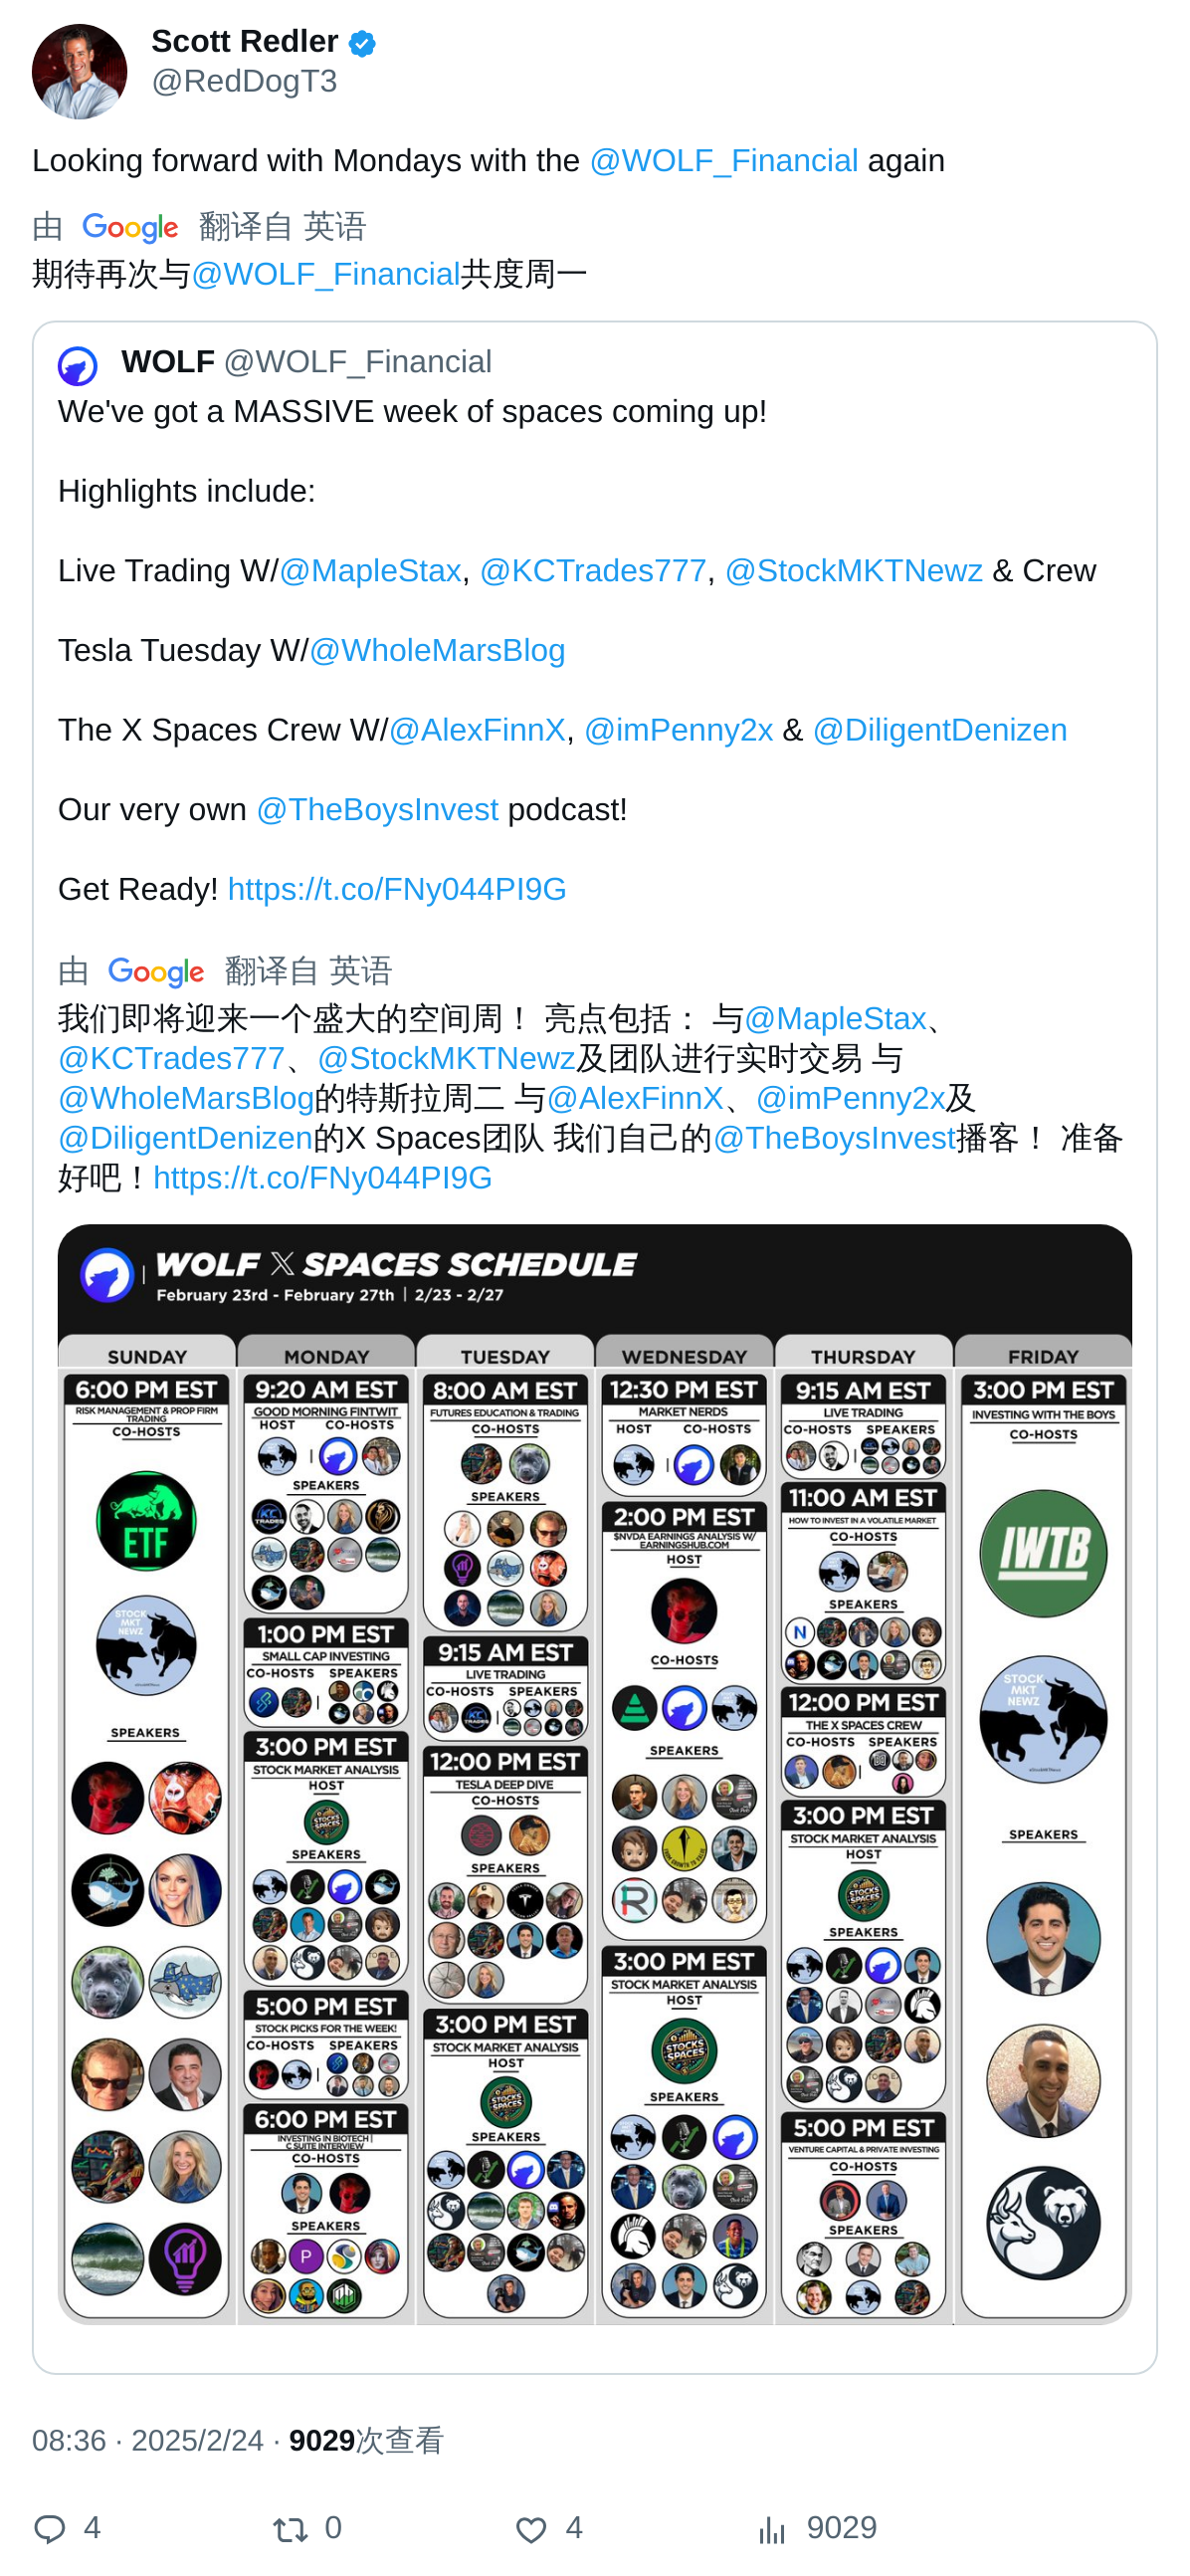 Scott Redler
@RedDogT3
Looking forward with Mondays with the @WOLF_Financial again
由 Google 翻译自 英语
期待再次与@WOLF_Financial共度周一
WOLF @WOLF_Financial
We've got a MASSIVE week of spaces coming up!
Highlights include:
Live Trading W/@MapleStax, @KCTrades777, @StockMKTNewz & Crew
Tesla Tuesday W/@WholeMarsBlog
The X Spaces Crew W/@AlexFinnX, @imPenny2x & @DiligentDenizen
Our very own @TheBoysInvest podcast!
Get Ready! https://t.co/FNy044PI9G
由 Google 翻译自 英语
我们即将迎来一个盛大的空间周！ 亮点包括： 与@MapleStax、
@KCTrades777、@StockMKTNewz及团队进行实时交易 与
@WholeMarsBlog的特斯拉周二 与@AlexFinnX、@imPenny2x及
@DiligentDenizen的X Spaces团队 我们自己的@TheBoysInvest播客！ 准备
好吧！https://t.co/FNy044PI9G
WOLF X SPACES SCHEDULE
February 23rd - February 27th | 2/23 - 2/27
SUNDAY
6:00 PM EST
RISK MANAGEMENT & PROP FIRM
TRADING
CO-HOSTS
ETF
STOCK
MKT
NEWZ
SPEAKERS
MONDAY
9:20 AM EST
GOOD MORNING FINTWIT
HOST CO-HOSTS
SPEAKERS
KC
TRADES
1:00 PM EST
SMALL CAP INVESTING
CO-HOSTS SPEAKERS
3:00 PM EST
STOCK MARKET ANALYSIS
HOST
STOCKS
SPACES
SPEAKERS
5:00 PM EST
STOCK PICKS FOR THE WEEK!
CO-HOSTS SPEAKERS
6:00 PM EST
INVESTING IN BIOTECH |
C SUITE INTERVIEW
CO-HOSTS
SPEAKERS
P
TUESDAY
8:00 AM EST
FUTURES EDUCATION & TRADING
CO-HOSTS
SPEAKERS
9:15 AM EST
LIVE TRADING
CO-HOSTS SPEAKERS
KC
TRADES
12:00 PM EST
TESLA DEEP DIVE
CO-HOSTS
SPEAKERS
3:00 PM EST
STOCK MARKET ANALYSIS
HOST
STOCKS
SPACES
SPEAKERS
WEDNESDAY
12:30 PM EST
MARKET NERDS
HOST CO-HOSTS
2:00 PM EST
$NVDA EARNINGS ANALYSIS W/
EARNINGSHUB.COM
HOST
CO-HOSTS
SPEAKERS
R
3:00 PM EST
STOCK MARKET ANALYSIS
HOST
STOCKS
SPACES
SPEAKERS
THURSDAY
9:15 AM EST
LIVE TRADING
CO-HOSTS SPEAKERS
11:00 AM EST
HOW TO INVEST IN A VOLATILE MARKET
CO-HOSTS
SPEAKERS
N
12:00 PM EST
THE X SPACES CREW
CO-HOSTS SPEAKERS
3:00 PM EST
STOCK MARKET ANALYSIS
HOST
STOCKS
SPACES
SPEAKERS
5:00 PM EST
VENTURE CAPITAL & PRIVATE INVESTING
CO-HOSTS
SPEAKERS
FRIDAY
3:00 PM EST
INVESTING WITH THE BOYS
CO-HOSTS
IWTB
STOCK
MKT
NEWZ
SPEAKERS
08:36 · 2025/2/24 · 9029次查看
4 0 4 9029